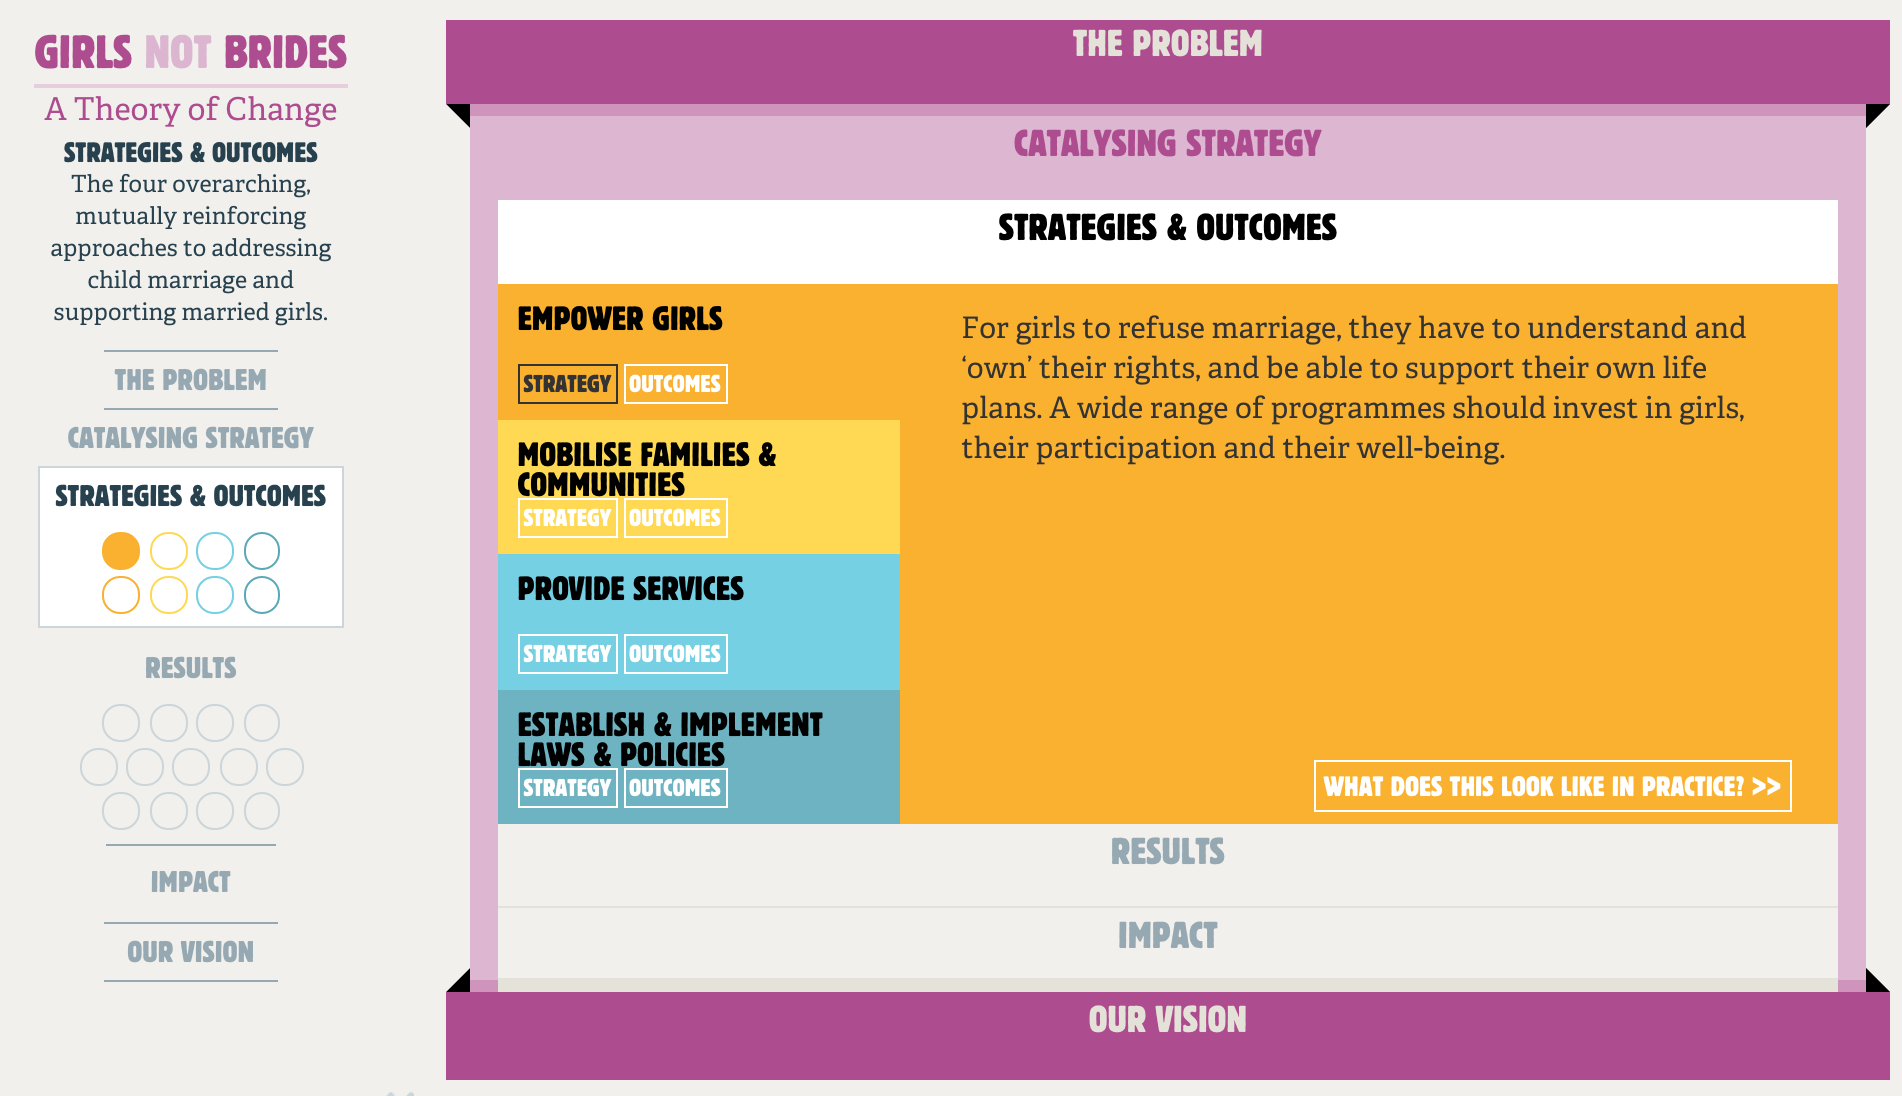 GIRLS NOT BRIDES
A Theory of Change
STRATEGIES & OUTCOMES
The four overarching,
mutually reinforcing
approaches to addressing
child marriage and
supporting married girls.
THE PROBLEM
CATALYSING STRATEGY
STRATEGIES & OUTCOMES
RESULTS
IMPACT
OUR VISION
THE PROBLEM
CATALYSING STRATEGY
STRATEGIES & OUTCOMES
EMPOWER GIRLS
STRATEGY OUTCOMES
MOBILISE FAMILIES &
COMMUNITIES
STRATEGY OUTCOMES
PROVIDE SERVICES
STRATEGY OUTCOMES
ESTABLISH & IMPLEMENT
LAWS & POLICIES
STRATEGY OUTCOMES
For girls to refuse marriage, they have to understand and
‘own’ their rights, and be able to support their own life
plans. A wide range of programmes should invest in girls,
their participation and their well-being.
WHAT DOES THIS LOOK LIKE IN PRACTICE? >>
RESULTS
IMPACT
OUR VISION